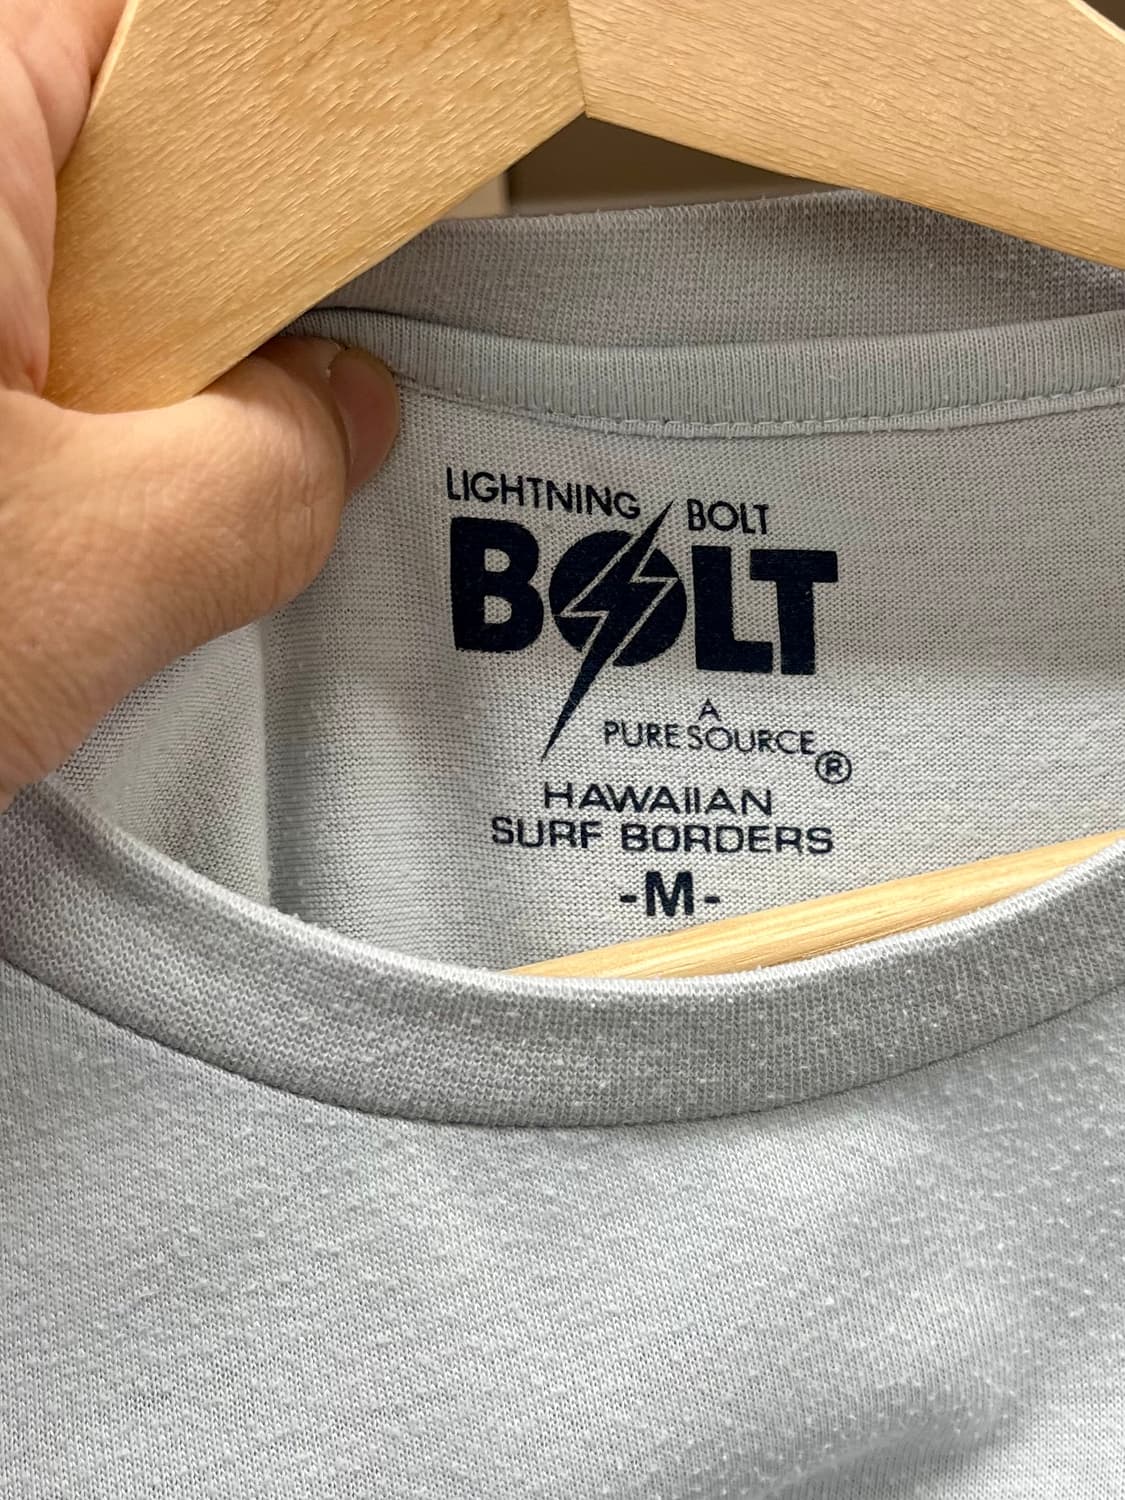 LIGHTNING BOLT
BOLT
A
PURE SOURCE ®
HAWAIIAN
SURF BORDERS
-M-